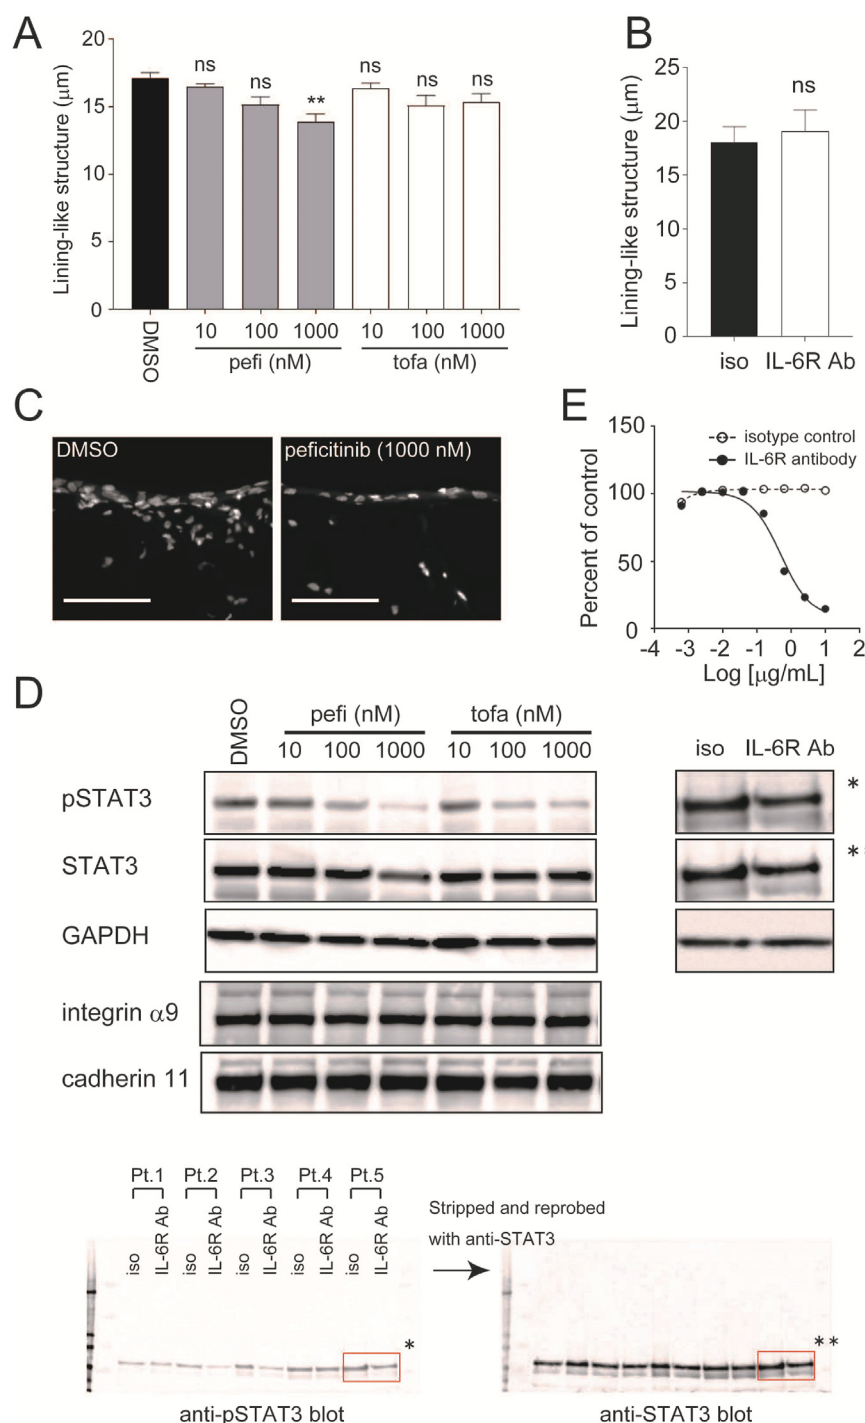 A
20
15
10
5
0
Lining-like structure (μm)
ns
ns
**
ns
ns
ns
DMSO
10 100 1000 10 100 1000
pefi (nM) tofa (nM)
B
25
20
15
10
5
0
Lining-like structure (μm)
ns
iso IL-6R Ab
C
DMSO
peficitinib (1000 nM)
E
150
100
50
0
Percent of control
isotype control
IL-6R antibody
-4 -3 -2 -1 0 1 2
Log [μg/mL]
D
DMSO
pefi (nM) tofa (nM)
10 100 1000 10 100 1000
iso IL-6R Ab
pSTAT3
*
STAT3
**
GAPDH
integrin α9
cadherin 11
Pt.1 Pt.2 Pt.3 Pt.4 Pt.5
iso IL-6R Ab iso IL-6R Ab iso IL-6R Ab iso IL-6R Ab iso IL-6R Ab
Stripped and reprobed
with anti-STAT3
*
**
anti-pSTAT3 blot
anti-STAT3 blot